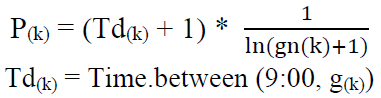 P(k) = (Td(k) + 1) * 1/ln(gn(k)+1)
Td(k) = Time.between (9:00, g(k))